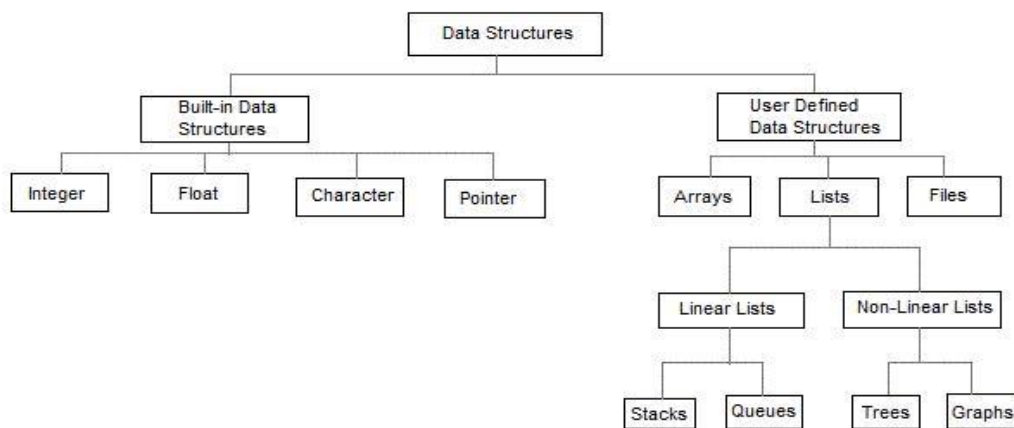 Data Structures
Built-in Data
Structures
User Defined
Data Structures
Integer
Float
Character
Pointer
Arrays
Lists
Files
Linear Lists
Non-Linear Lists
Stacks
Queues
Trees
Graphs